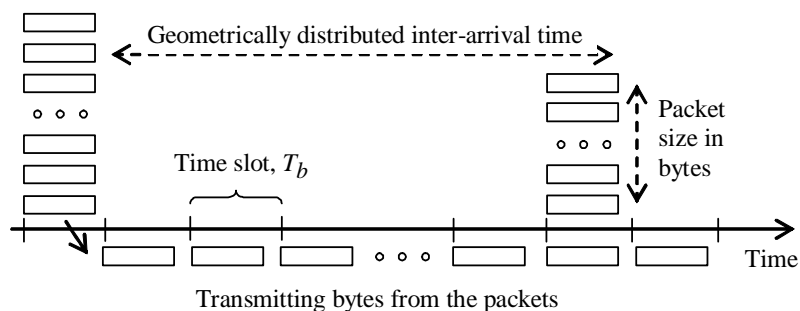 Geometrically distributed inter-arrival time
Packet
size in
bytes
Time slot, T_b
Time
Transmitting bytes from the packets